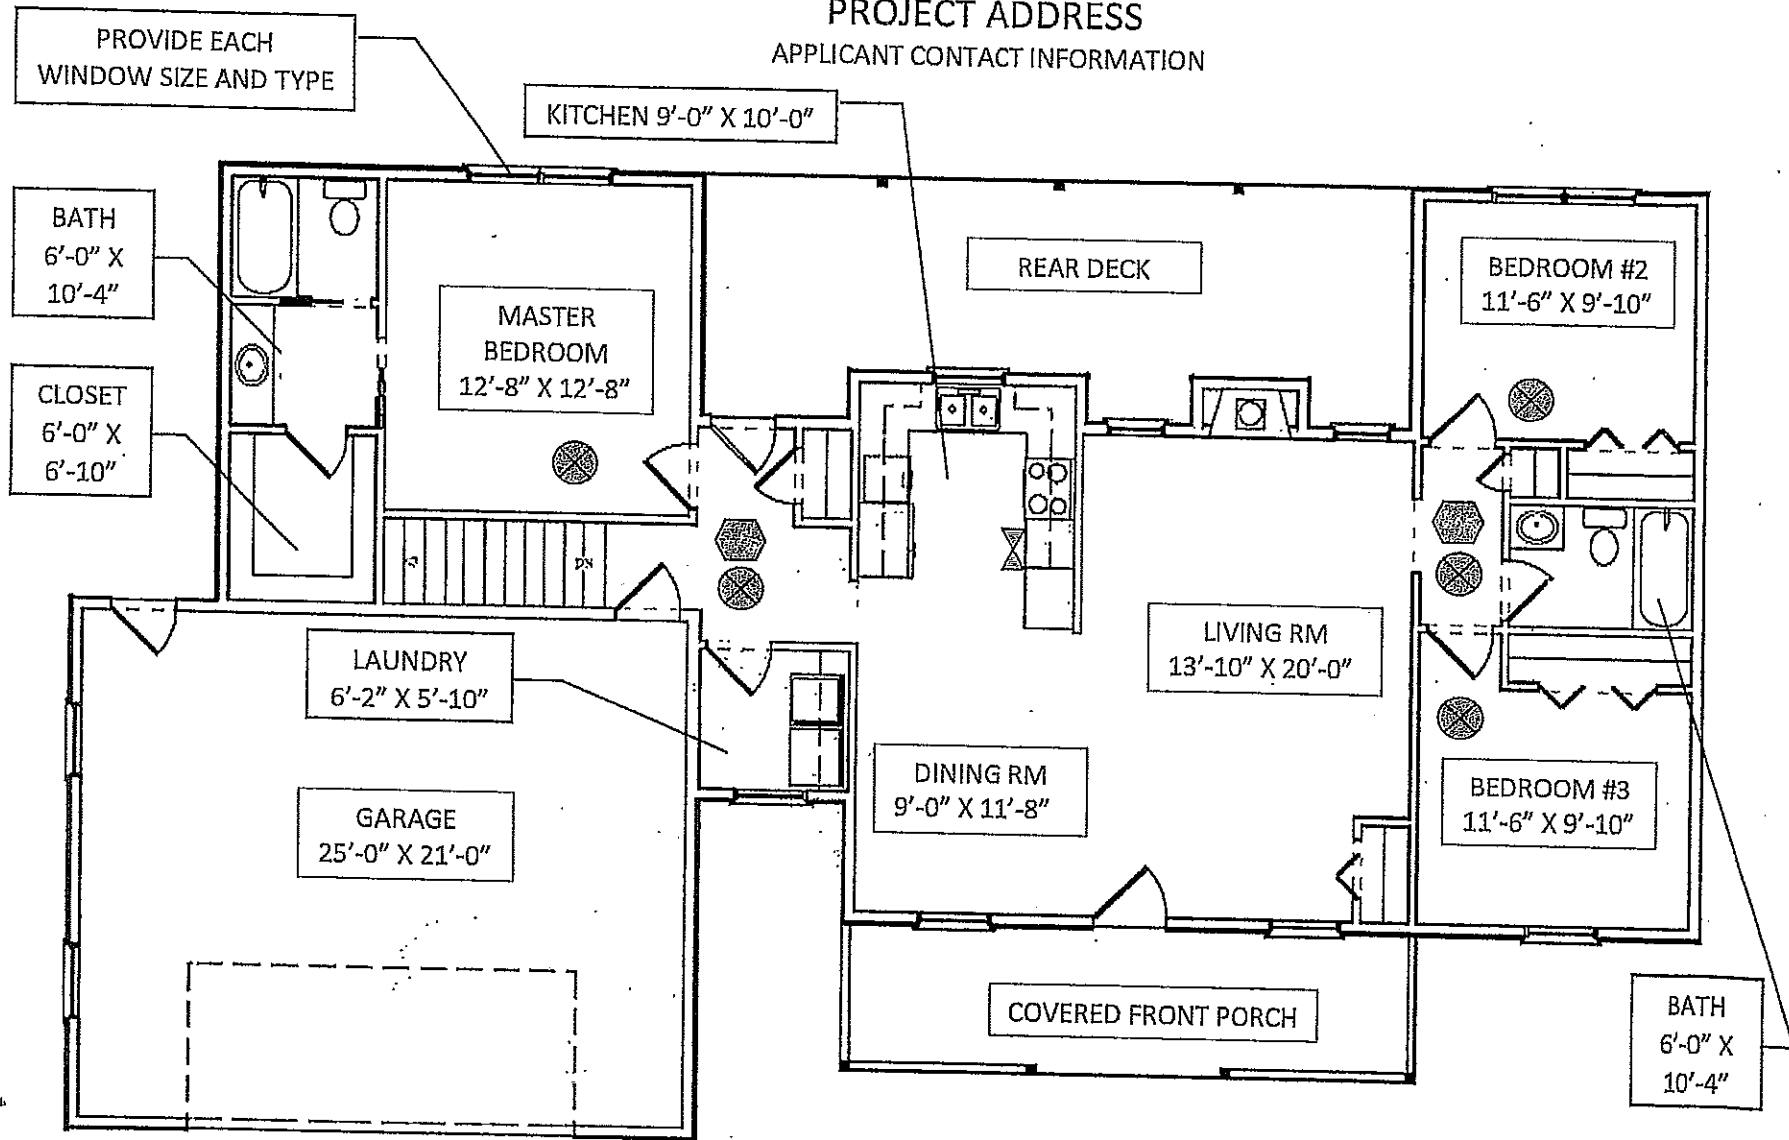 PROJECT ADDRESS
APPLICANT CONTACT INFORMATION
PROVIDE EACH
WINDOW SIZE AND TYPE
KITCHEN 9'-0" X 10'-0"
BATH
6'-0" X
10'-4"
CLOSET
6'-0" X
6'-10"
MASTER
BEDROOM
12'-8" X 12'-8"
REAR DECK
BEDROOM #2
11'-6" X 9'-10"
DN
LAUNDRY
6'-2" X 5'-10"
LIVING RM
13'-10" X 20'-0"
GARAGE
25'-0" X 21'-0"
DINING RM
9'-0" X 11'-8"
BEDROOM #3
11'-6" X 9'-10"
COVERED FRONT PORCH
BATH
6'-0" X
10'-4"